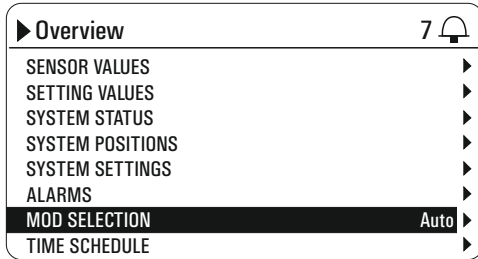 Overview 7
SENSOR VALUES
SETTING VALUES
SYSTEM STATUS
SYSTEM POSITIONS
SYSTEM SETTINGS
ALARMS
MOD SELECTION Auto
TIME SCHEDULE